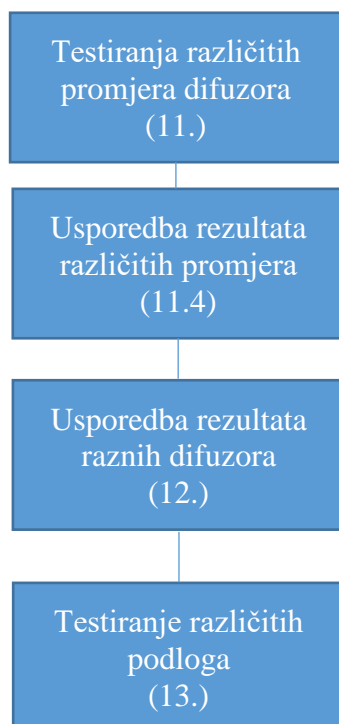 Testiranja različitih
promjera difuzora
(11.)
Usporedba rezultata
različitih promjera
(11.4)
Usporedba rezultata
raznih difuzora
(12.)
Testiranje različitih
podloga
(13.)